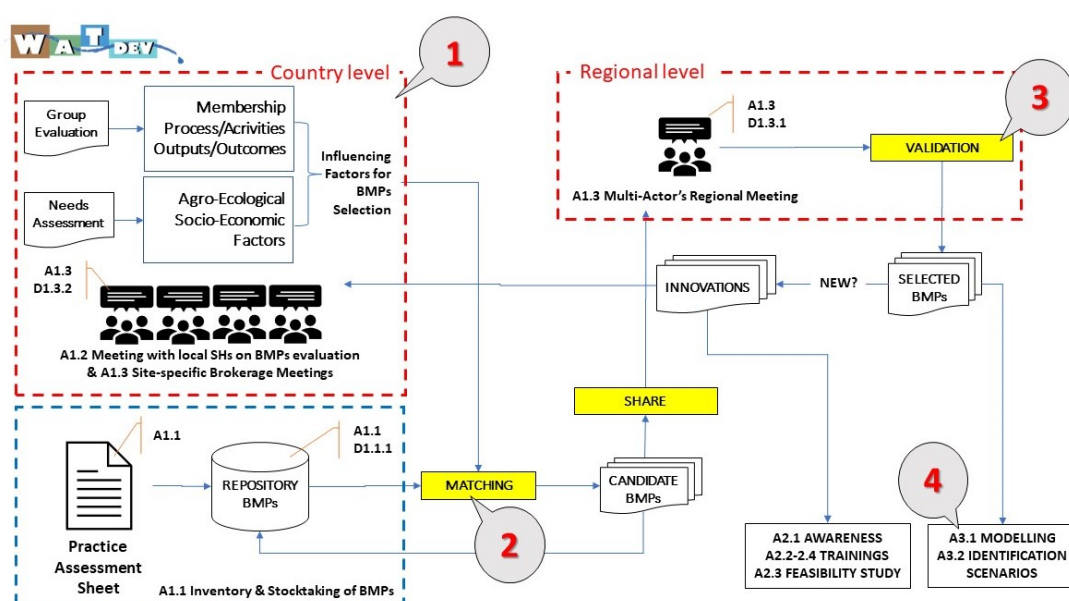 WAT DEV
Country level
1
Group
Evaluation
Membership
Process/Acrivities
Outputs/Outcomes
Influencing
Factors for
BMPs
Selection
Needs
Assessment
Agro-Ecological
Socio-Economic
Factors
A1.3
D1.3.2
A1.2 Meeting with local SHs on BMPs evaluation
& A1.3 Site-specific Brokerage Meetings
Regional level
A1.3
D1.3.1
3
VALIDATION
A1.3 Multi-Actor's Regional Meeting
INNOVATIONS
NEW?
SELECTED
BMPs
SHARE
A1.1
A1.1
D1.1.1
REPOSITORY
BMPs
MATCHING
CANDIDATE
BMPs
2
4
Practice
Assessment
Sheet
A1.1 Inventory & Stocktaking of BMPs
A2.1 AWARENESS
A2.2-2.4 TRAININGS
A2.3 FEASIBILITY STUDY
A3.1 MODELLING
A3.2 IDENTIFICATION
SCENARIOS